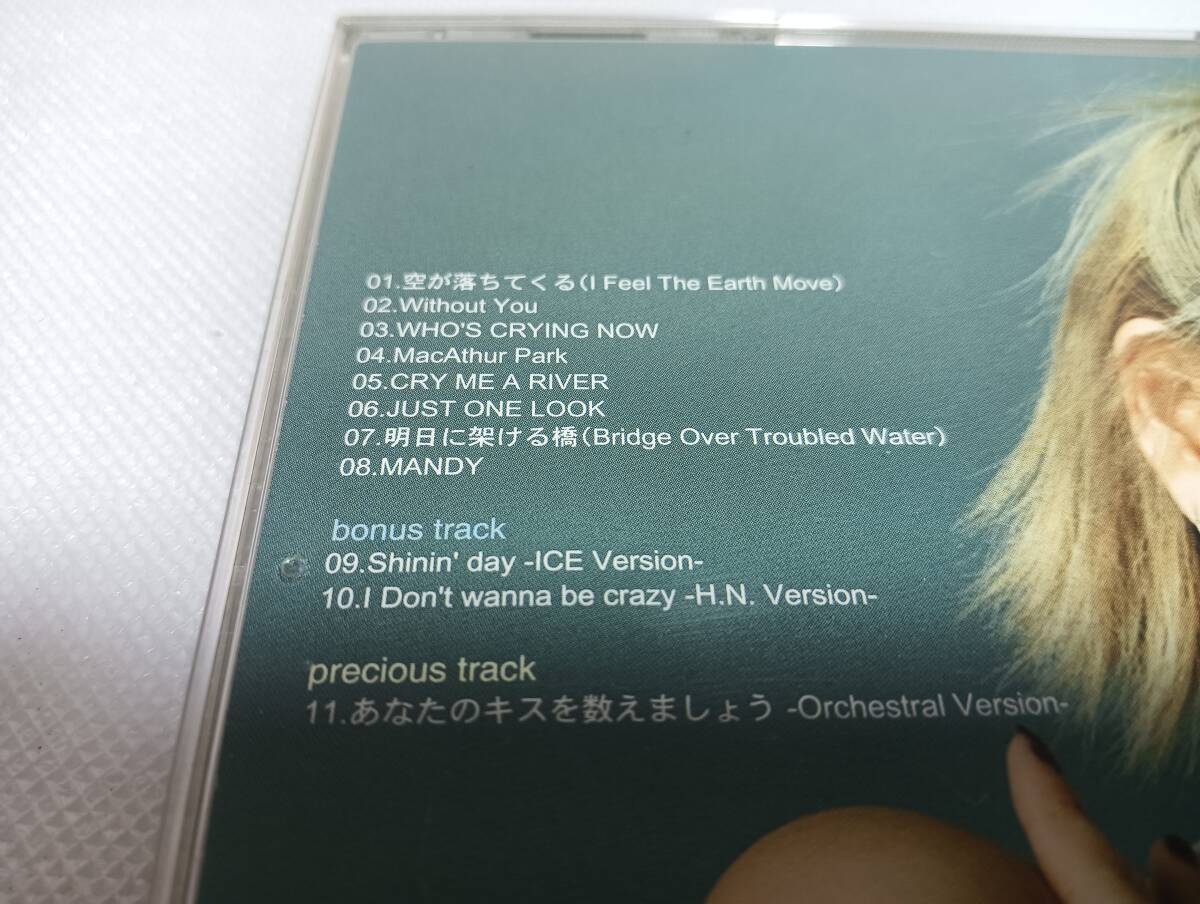 01.空が落ちてくる(I Feel The Earth Move)
02.Without You
03.WHO'S CRYING NOW
04.MacAthur Park
05.CRY ME A RIVER
06.JUST ONE LOOK
07.明日に架ける橋(Bridge Over Troubled Water)
08.MANDY
bonus track
09.Shinin' day -ICE Version-
10.I Don't wanna be crazy -H.N. Version-
precious track
11.あなたのキスを数えましょう -Orchestral Version-